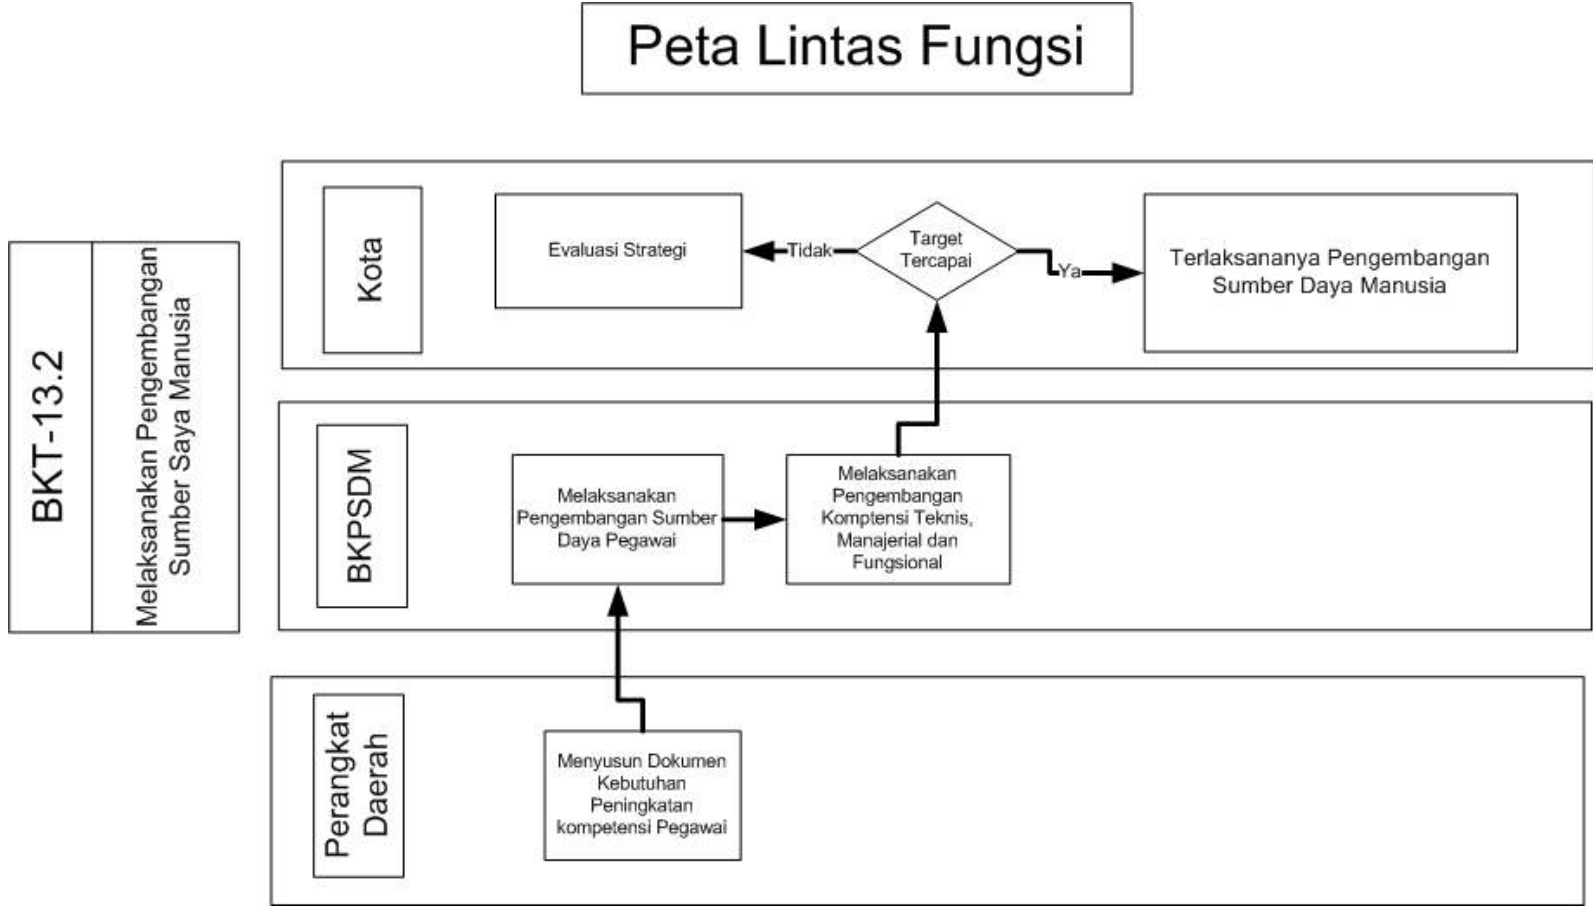 Peta Lintas Fungsi
BKT-13.2
Melaksanakan Pengembangan
Sumber Saya Manusia
Kota
Evaluasi Strategi
Tidak
Target
Tercapai
Ya
Terlaksananya Pengembangan
Sumber Daya Manusia
BKPSDM
Melaksanakan
Pengembangan Sumber
Daya Pegawai
Melaksanakan
Pengembangan
Komptensi Teknis,
Manajerial dan
Fungsional
Perangkat
Daerah
Menyusun Dokumen
Kebutuhan
Peningkatan
kompetensi Pegawai